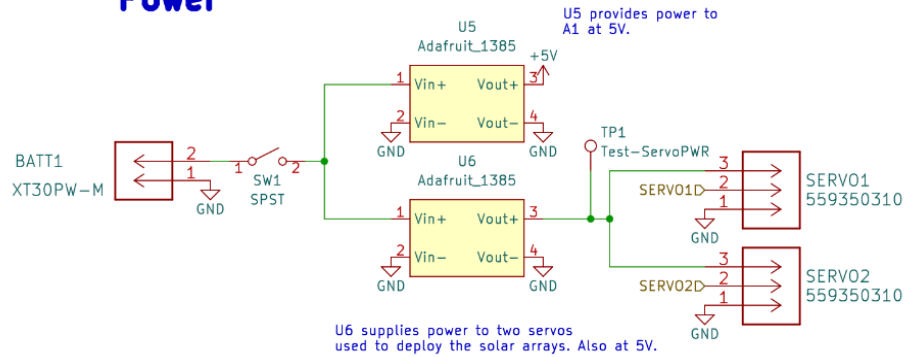 Power
U5 provides power to
A1 at 5V.
U5
Adafruit_1385
+5V
1 Vin+ Vout+ 3
2 Vin- Vout- 4
GND GND
TP1
Test-ServoPWR
BATT1
XT30PW-M
2
1
GND
1 2
SW1
SPST
U6
Adafruit_1385
1 Vin+ Vout+ 3
2 Vin- Vout- 4
GND GND
3
SERVO1 2
1
GND
SERVO1
559350310
3
SERVO2 2
1
GND
SERVO2
559350310
U6 supplies power to two servos
used to deploy the solar arrays. Also at 5V.